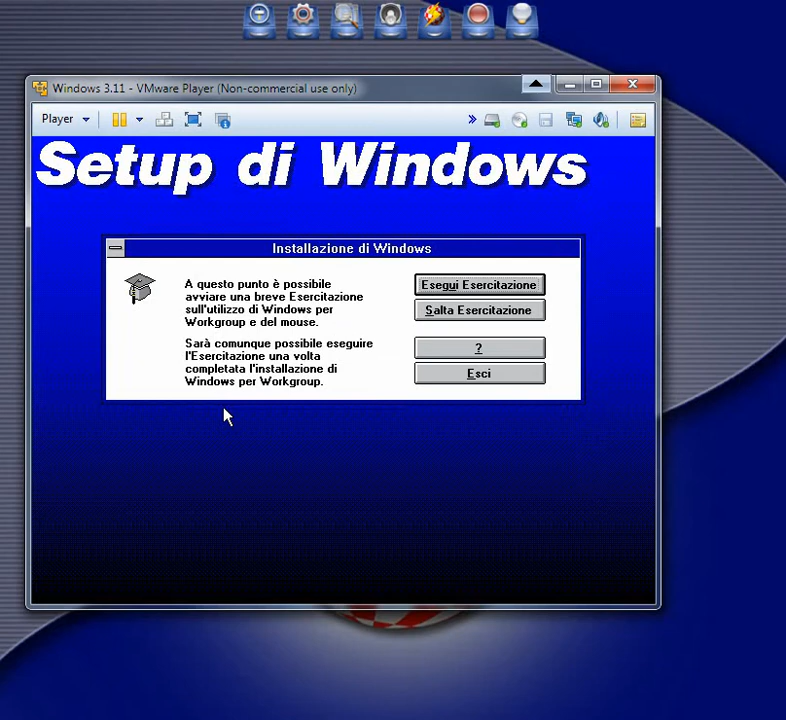 Windows 3.11 - VMware Player (Non-commercial use only)
Player
Setup di Windows
Installazione di Windows
A questo punto è possibile
avviare una breve Esercitazione
sull'utilizzo di Windows per
Workgroup e del mouse.
Sarà comunque possibile eseguire
l'Esercitazione una volta
completata l'installazione di
Windows per Workgroup.
Esegui Esercitazione
Salta Esercitazione
?
Esci